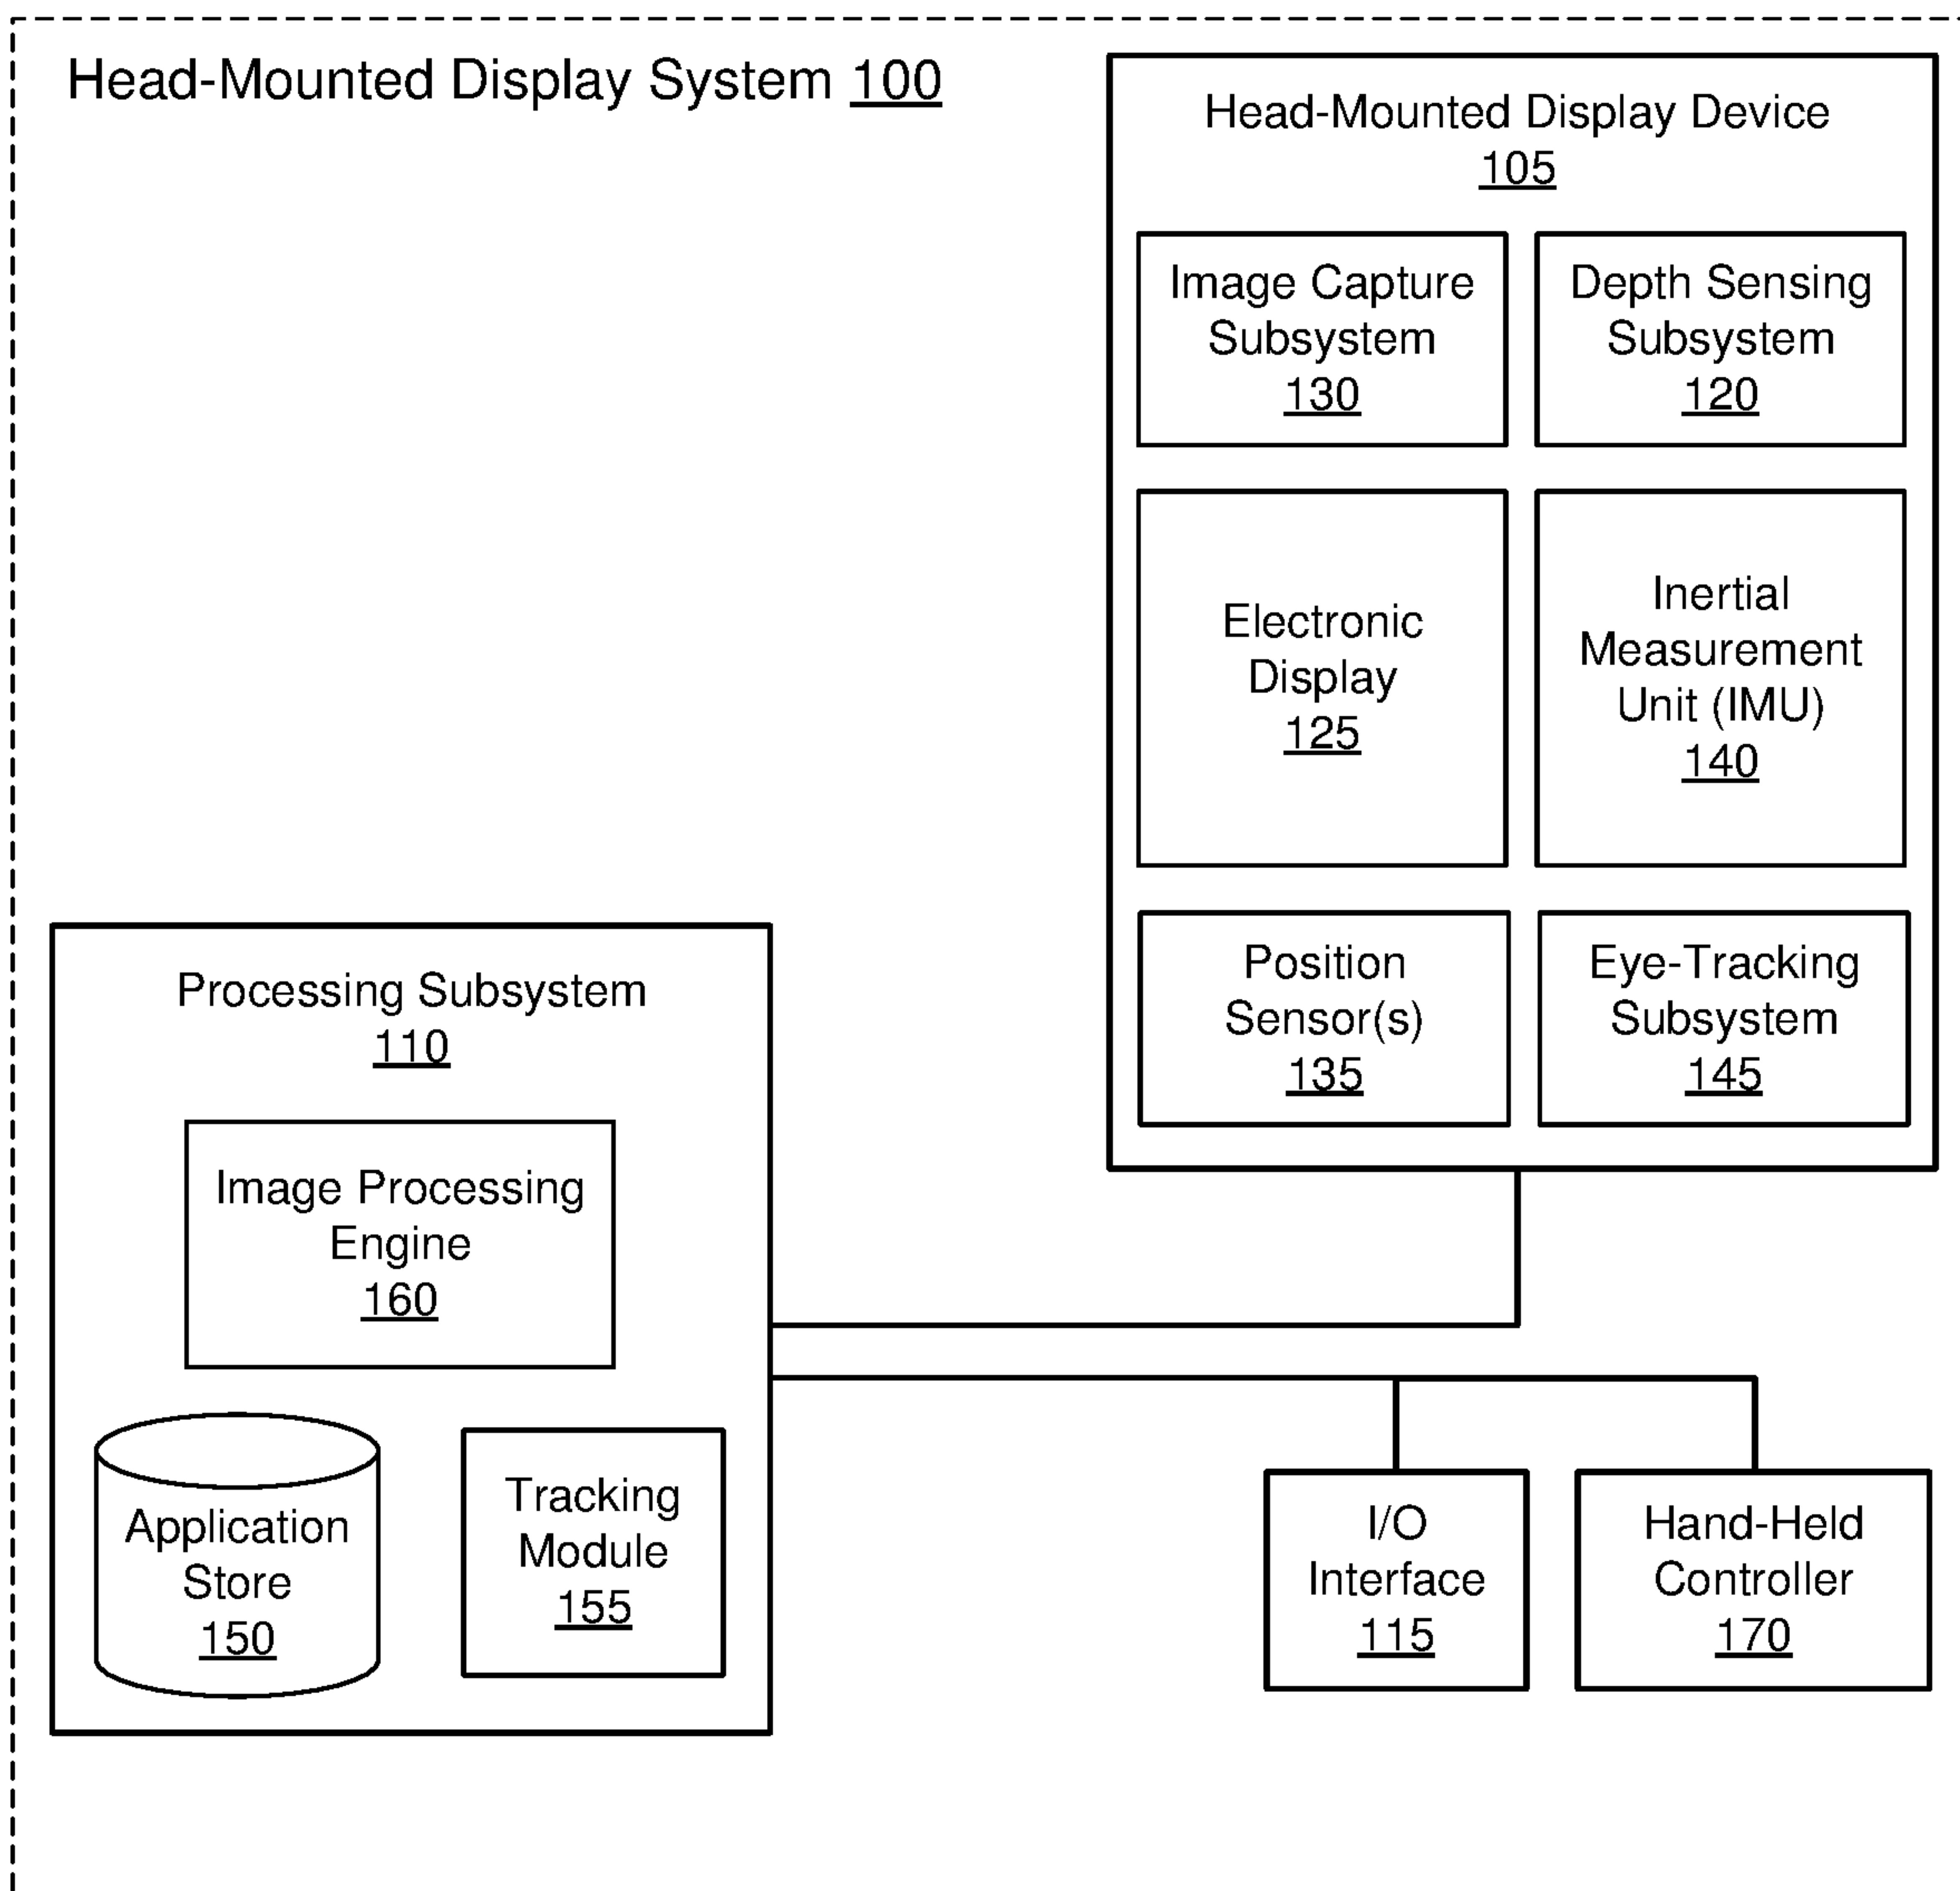 Head-Mounted Display System 100
Head-Mounted Display Device
105
Image Capture
Subsystem
130
Depth Sensing
Subsystem
120
Electronic
Display
125
Inertial
Measurement
Unit (IMU)
140
Position
Sensor(s)
135
Eye-Tracking
Subsystem
145
Processing Subsystem
110
Image Processing
Engine
160
Application
Store
150
Tracking
Module
155
I/O
Interface
115
Hand-Held
Controller
170